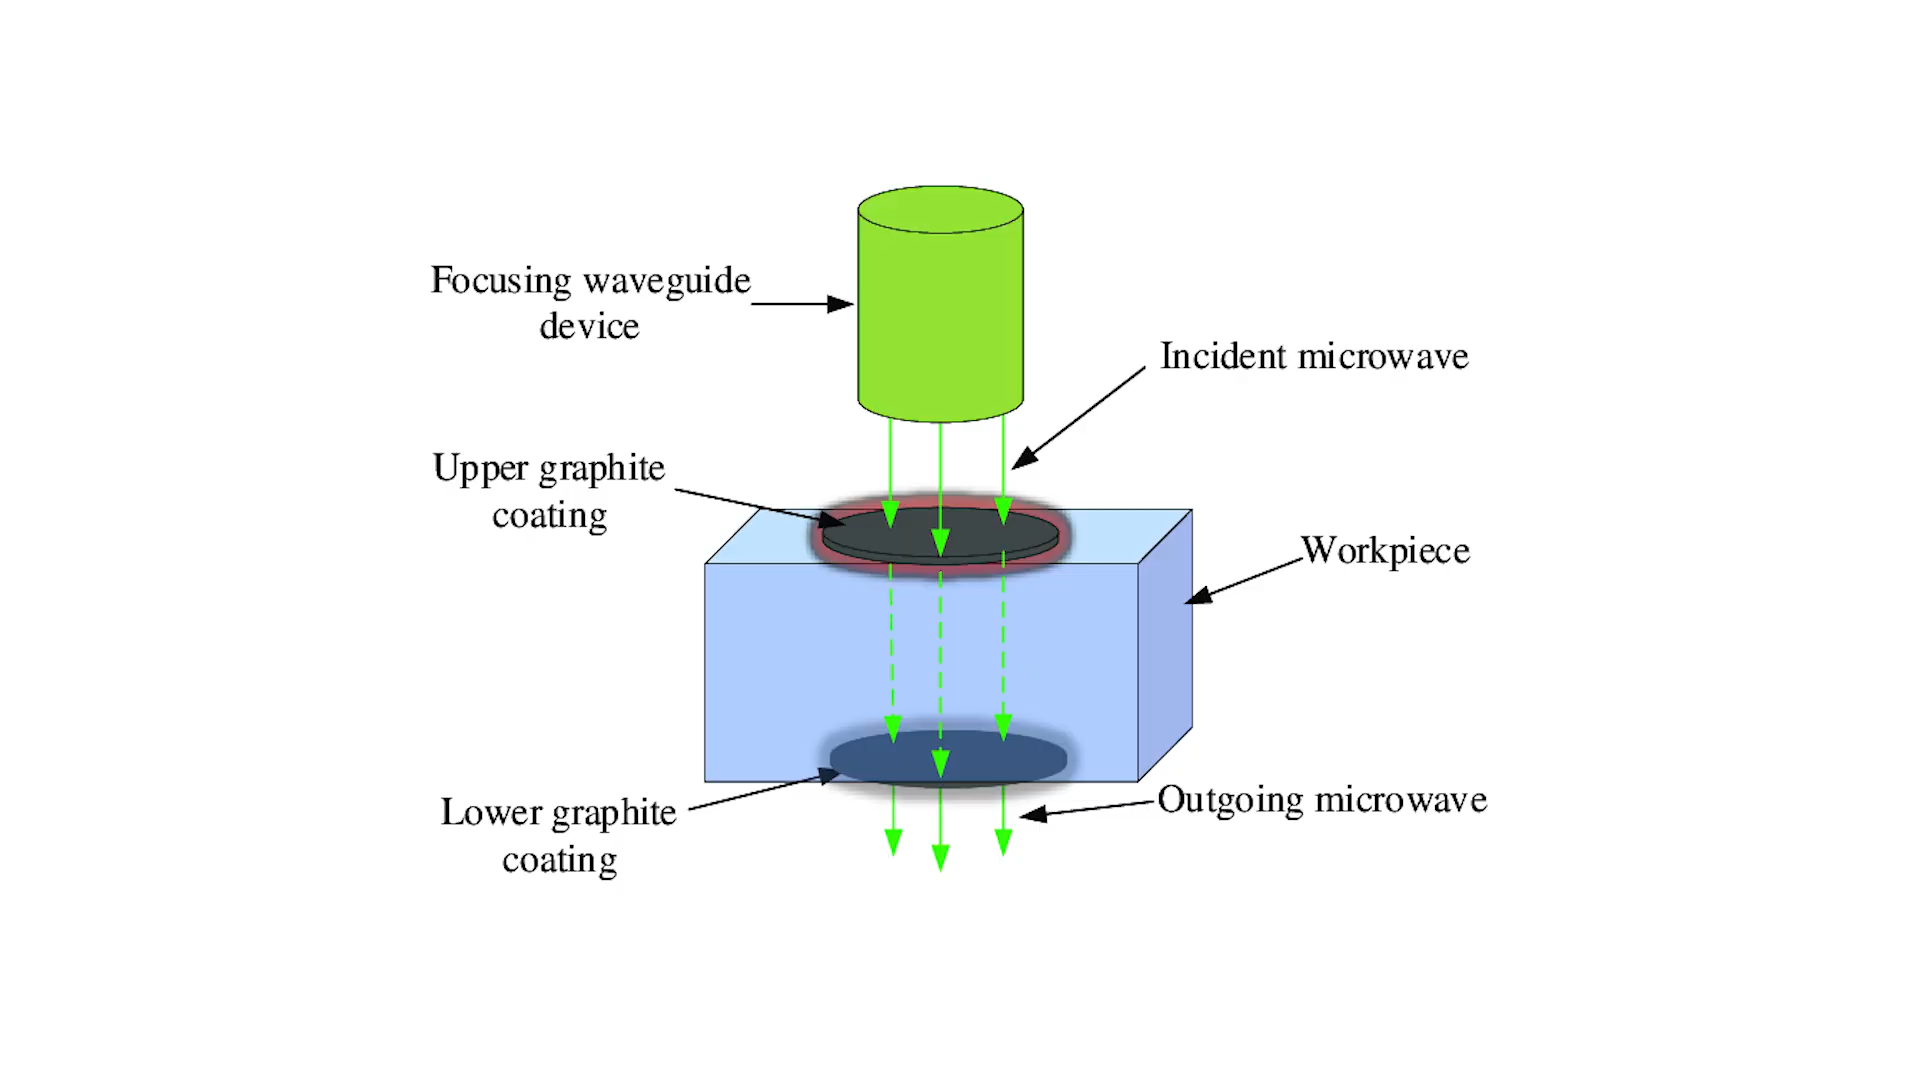 Focusing waveguide
device
Incident microwave
Upper graphite
coating
Workpiece
Lower graphite
coating
Outgoing microwave